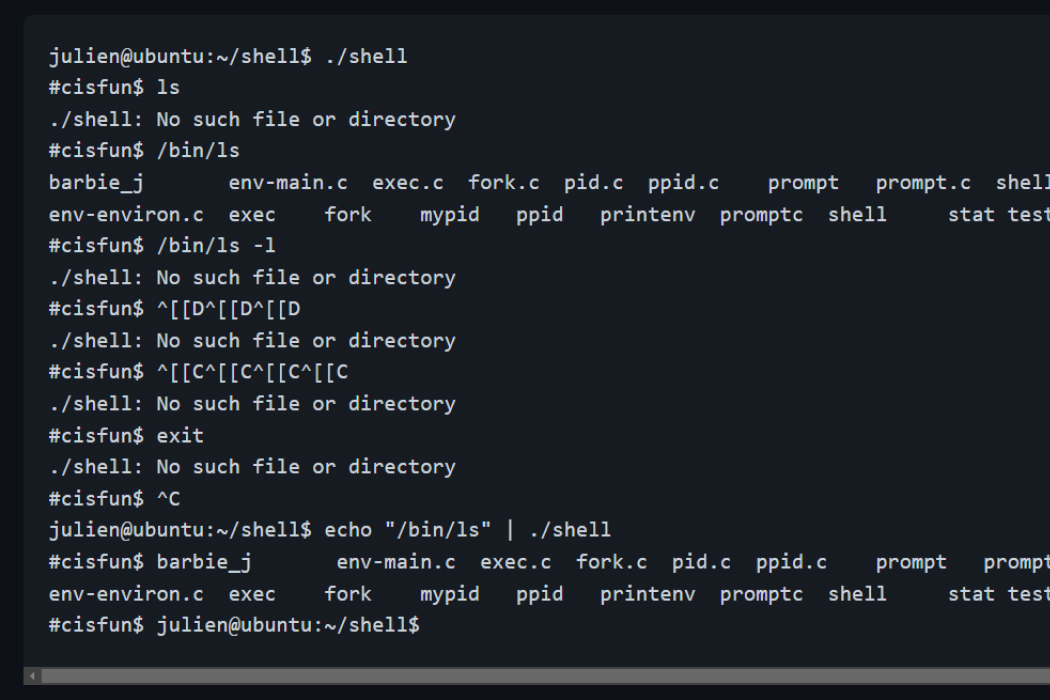 julien@ubuntu:~/shell$ ./shell
#cisfun$ ls
./shell: No such file or directory
#cisfun$ /bin/ls
barbie_j       env-main.c  exec.c  fork.c  pid.c  ppid.c    prompt   prompt.c  shell
env-environ.c  exec    fork    mypid   ppid   printenv  promptc  shell     stat test
#cisfun$ /bin/ls -l
./shell: No such file or directory
#cisfun$ ^[[D^[[D^[[D
./shell: No such file or directory
#cisfun$ ^[[C^[[C^[[C^[[C
./shell: No such file or directory
#cisfun$ exit
./shell: No such file or directory
#cisfun$ ^C
julien@ubuntu:~/shell$ echo "/bin/ls" | ./shell
#cisfun$ barbie_j       env-main.c  exec.c  fork.c  pid.c  ppid.c    prompt   prompt
env-environ.c  exec    fork    mypid   ppid   printenv  promptc  shell     stat test
#cisfun$ julien@ubuntu:~/shell$